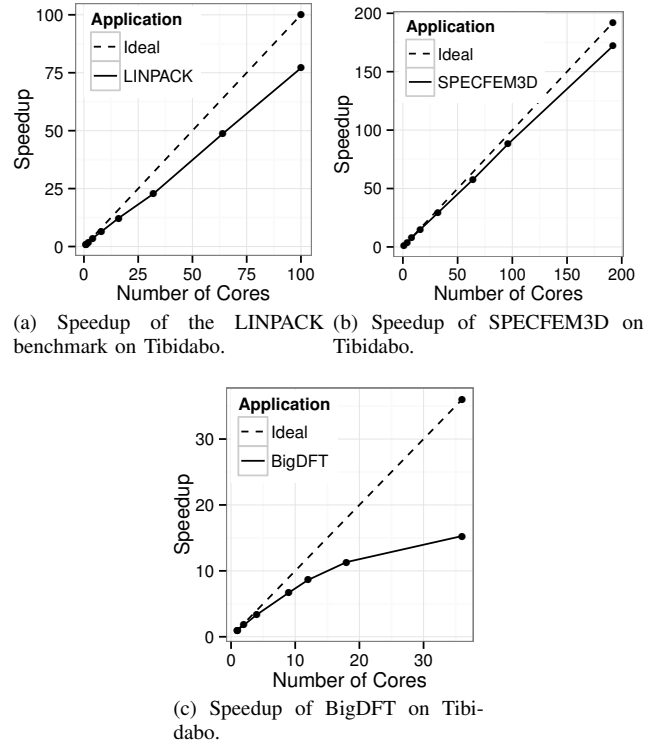 Application
Ideal
LINPACK
100
75
50
25
0
Speedup
0
25
50
75
100
Number of Cores
(a) Speedup of the LINPACK
benchmark on Tibidabo.
Application
Ideal
SPECFEM3D
200
150
100
50
0
Speedup
0
50
100
150
200
Number of Cores
(b) Speedup of SPECFEM3D on
Tibidabo.
Application
Ideal
BigDFT
30
20
10
0
Speedup
0
10
20
30
Number of Cores
(c) Speedup of BigDFT on Tibi-
dabo.